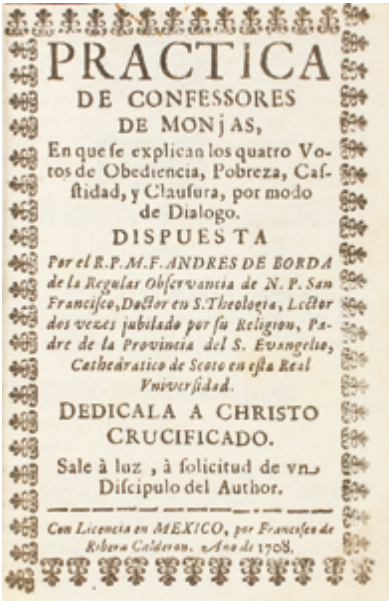 PRACTICA
DE CONFESSORES
DE MONjAS,
En que se explican los quatro Vo-
tos de Obediencia, Pobreza, Cas-
stidad, y Clausura, por modo
de Dialogo.
DISPUESTA
Por el R.P.M.F. ANDRES DE BORDA
de la Regular Observancia de N. P. San
Francisco, Doctor en S. Theologia, Lector
dos vezes jubilado por su Religion, Pa-
dre de la Provincia del S. Evangelio,
Cathedratico de Scoto en esta Real
Vniversidad.
DEDICALA A CHRISTO
CRUCIFICADO.
Sale à luz, à solicitud de vn
Discipulo del Author.
Con Licencia en MEXICO, por Francisco de
Ribera Calderon. Año de 1708.